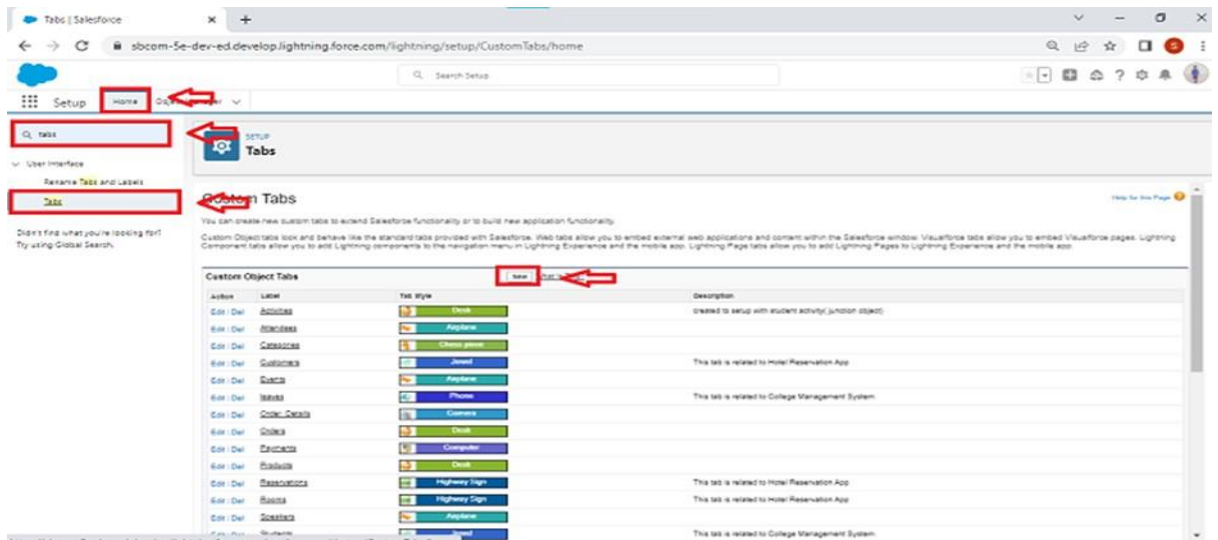 Tabs | Salesforce
sbcom-5e-dev-ed.develop.lightning.force.com/lightning/setup/CustomTabs/home
S
Search Setup
Setup Home
tabs
User Interface
Rename Tabs and Labels
Tabs
Didn't find what you're looking for?
Try using Global Search.
SETUP
Tabs
Custom Tabs
Help for this Page
You can create new custom tabs to extend Salesforce functionality or to build new application functionality.
Custom Object tabs look and behave like the standard tabs provided with Salesforce. Web tabs allow you to embed external web applications and content within the Salesforce window. Visualforce tabs allow you to embed Visualforce pages. Lightning
Component tabs allow you to add Lightning components to the navigation menu in Lightning Experience and the mobile app. Lightning Page tabs allow you to add Lightning Pages to Lightning Experience and the mobile app.
Custom Object Tabs New
Action Label Tab Style Description
Edit | Del Activities Desk created to setup with student activity( junction object)
Edit | Del Attendees Airplane
Edit | Del Categories Chess piece
Edit | Del Customers Jewel This tab is related to Hotel Reservation App
Edit | Del Events Airplane
Edit | Del leaves Phone This tab is related to College Management System
Edit | Del Order Details Camera
Edit | Del Orders Desk
Edit | Del Payments Computer
Edit | Del Products Desk
Edit | Del Reservations Highway Sign This tab is related to Hotel Reservation App
Edit | Del Rooms Highway Sign This tab is related to Hotel Reservation App
Edit | Del Speakers Airplane
Edit | Del Students Jewel This tab is related to College Management System